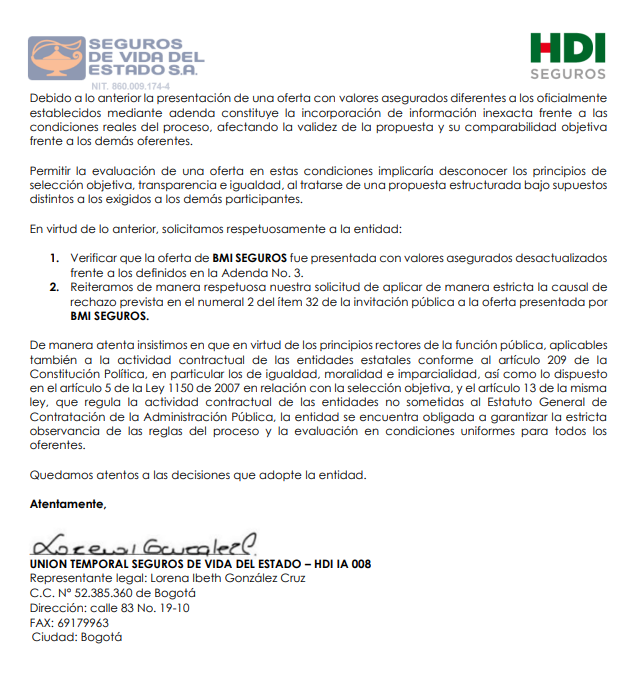 SEGUROS
DE VIDA DEL
ESTADO S.A.
NIT. 860.009.174-4
HDI
SEGUROS
Debido a lo anterior la presentación de una oferta con valores asegurados diferentes a los oficialmente
establecidos mediante adenda constituye la incorporación de información inexacta frente a las
condiciones reales del proceso, afectando la validez de la propuesta y su comparabilidad objetiva
frente a los demás oferentes.
Permitir la evaluación de una oferta en estas condiciones implicaría desconocer los principios de
selección objetiva, transparencia e igualdad, al tratarse de una propuesta estructurada bajo supuestos
distintos a los exigidos a los demás participantes.
En virtud de lo anterior, solicitamos respetuosamente a la entidad:
1. Verificar que la oferta de BMI SEGUROS fue presentada con valores asegurados desactualizados
frente a los definidos en la Adenda No. 3.
2. Reiteramos de manera respetuosa nuestra solicitud de aplicar de manera estricta la causal de
rechazo prevista en el numeral 2 del ítem 32 de la invitación pública a la oferta presentada por
BMI SEGUROS.
De manera atenta insistimos en que en virtud de los principios rectores de la función pública, aplicables
también a la actividad contractual de las entidades estatales conforme al artículo 209 de la
Constitución Política, en particular los de igualdad, moralidad e imparcialidad, así como lo dispuesto
en el artículo 5 de la Ley 1150 de 2007 en relación con la selección objetiva, y el artículo 13 de la misma
ley, que regula la actividad contractual de las entidades no sometidas al Estatuto General de
Contratación de la Administración Pública, la entidad se encuentra obligada a garantizar la estricta
observancia de las reglas del proceso y la evaluación en condiciones uniformes para todos los
oferentes.
Quedamos atentos a las decisiones que adopte la entidad.
Atentamente,
UNION TEMPORAL SEGUROS DE VIDA DEL ESTADO – HDI IA 008
Representante legal: Lorena Ibeth González Cruz
C.C. N° 52.385.360 de Bogotá
Dirección: calle 83 No. 19-10
FAX: 69179963
Ciudad: Bogotá